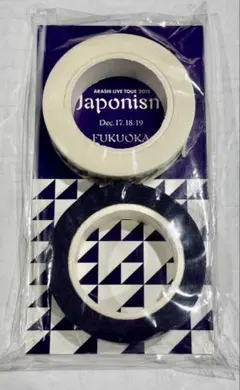 ARASHI LIVE TOUR 2015
Japonism
Dec.17.18.19
FUKUOKA